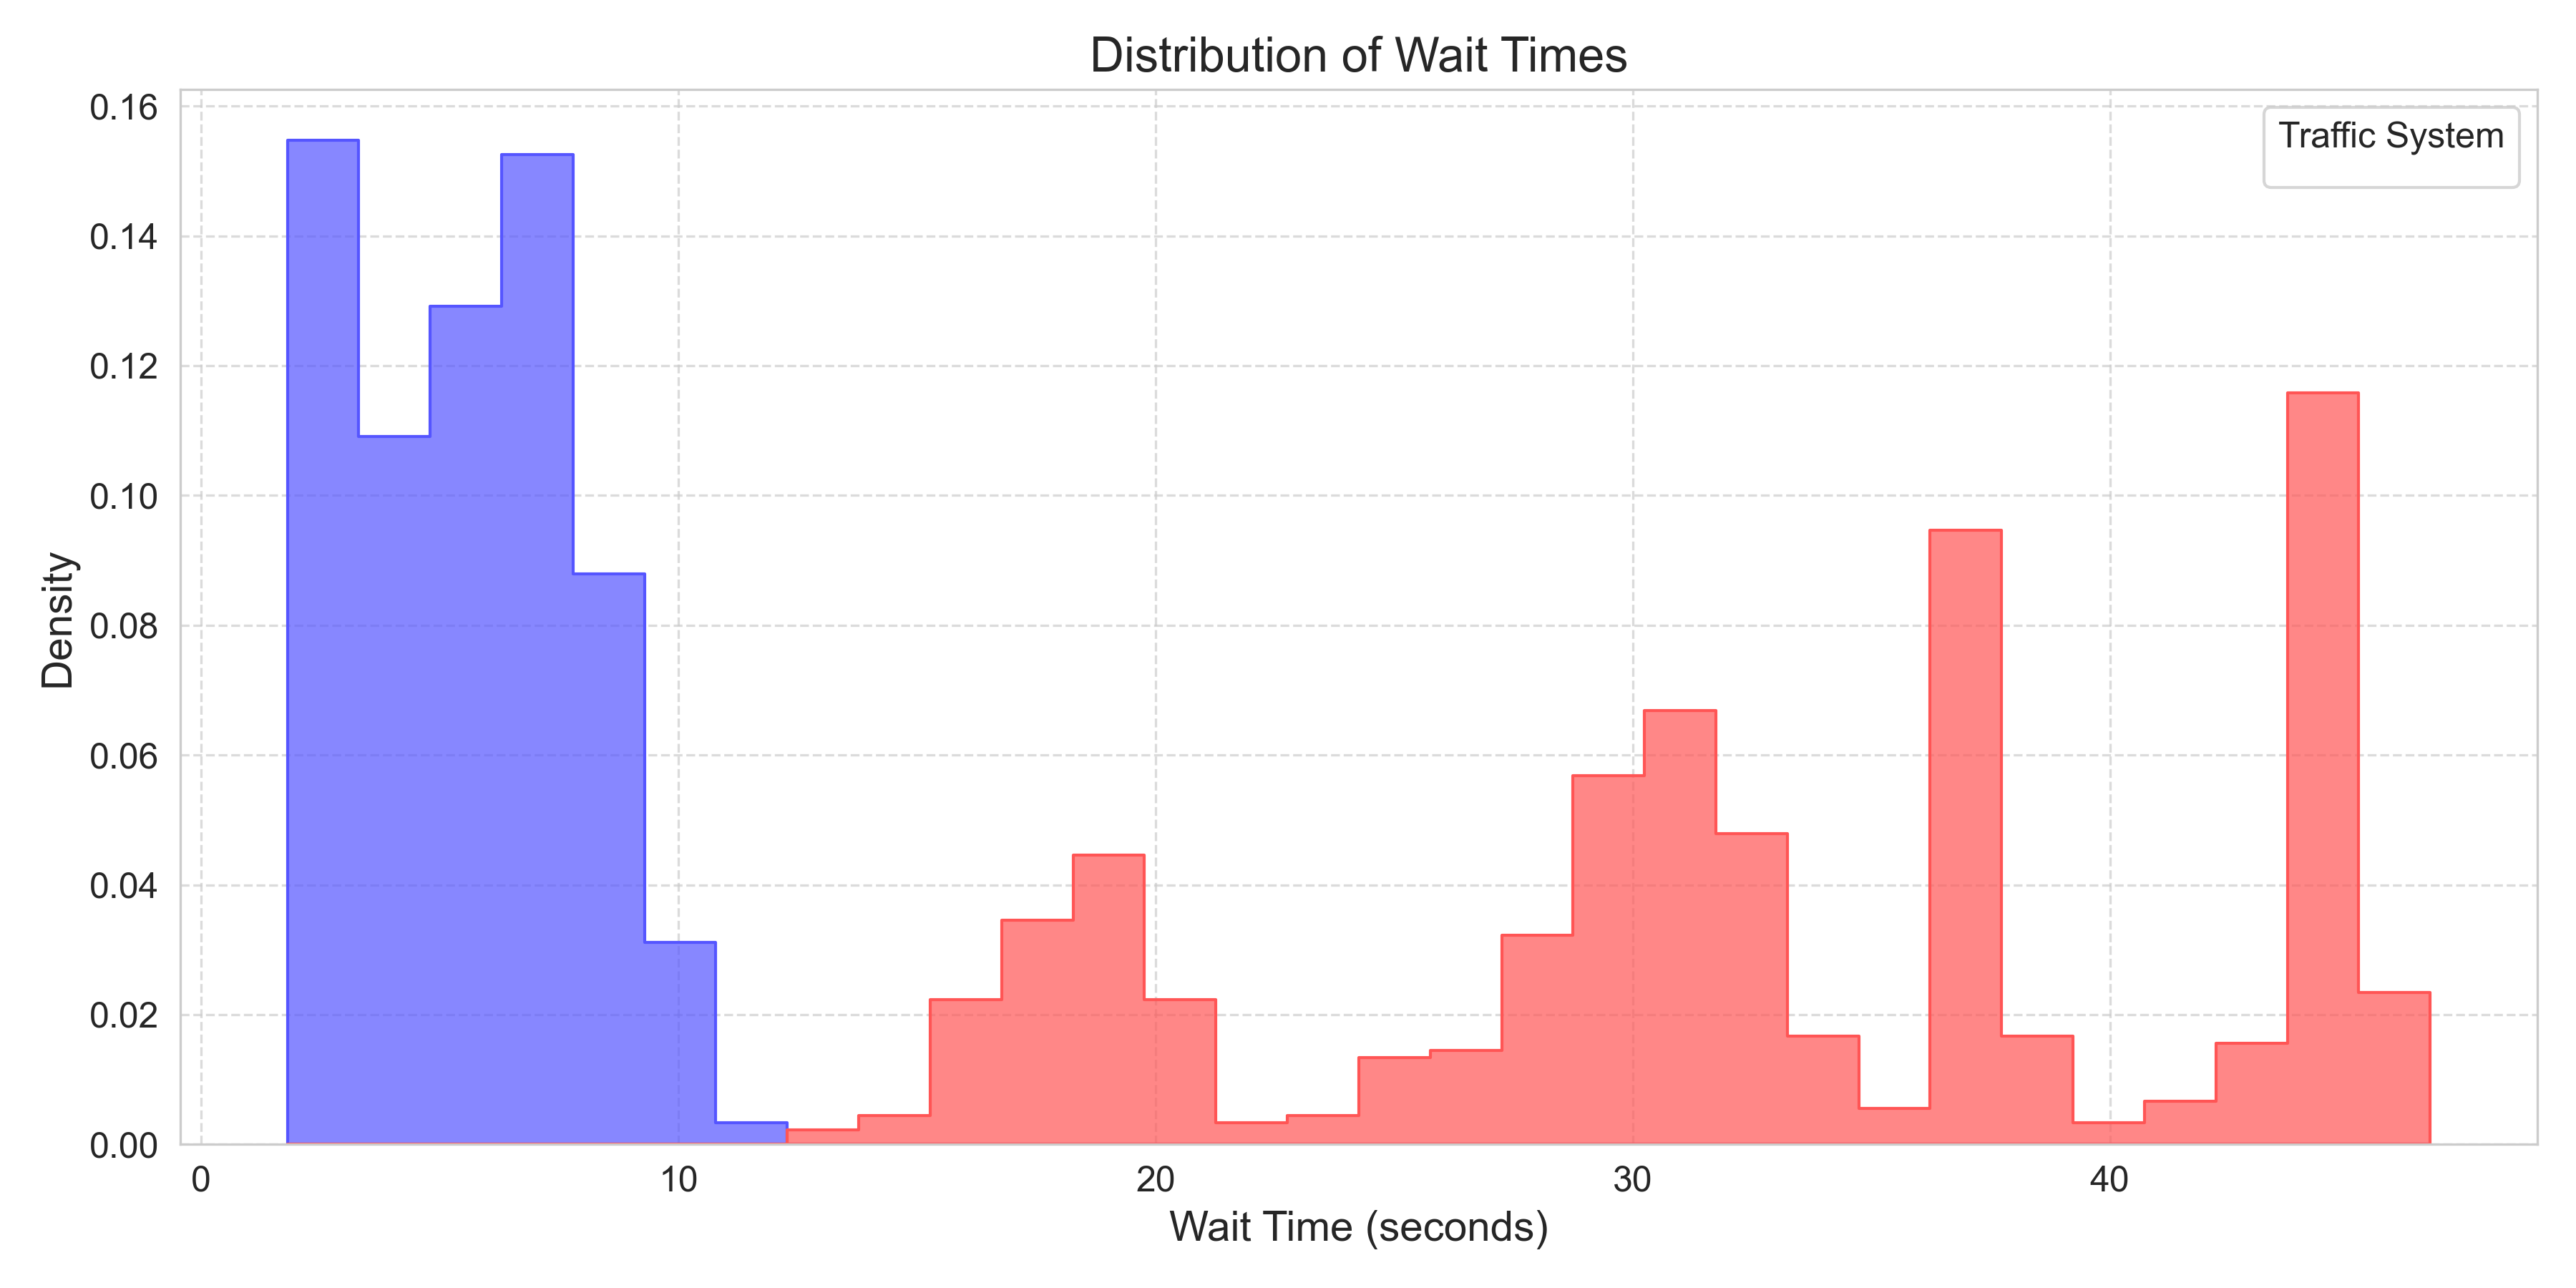 Distribution of Wait Times
Traffic System
Density
0.16
0.14
0.12
0.10
0.08
0.06
0.04
0.02
0.00
0 10 20 30 40
Wait Time (seconds)